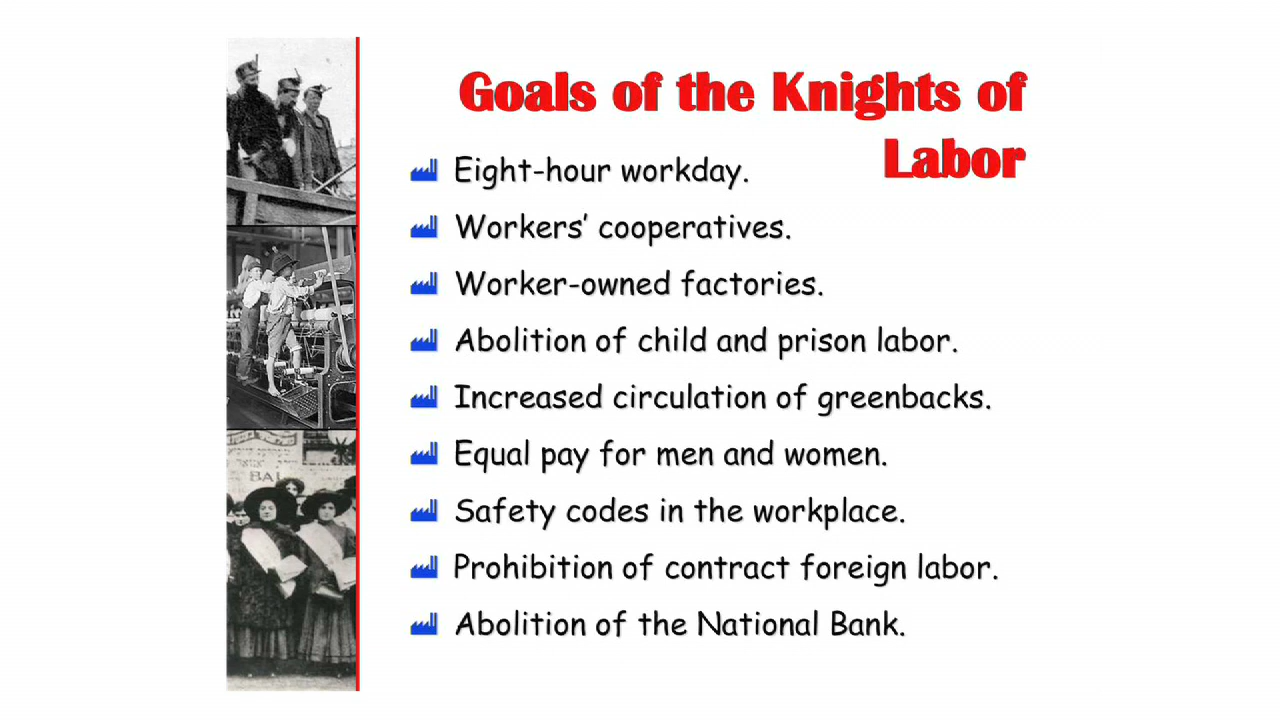 Goals of the Knights of
Labor
Eight-hour workday.
Workers’ cooperatives.
Worker-owned factories.
Abolition of child and prison labor.
Increased circulation of greenbacks.
Equal pay for men and women.
Safety codes in the workplace.
Prohibition of contract foreign labor.
Abolition of the National Bank.